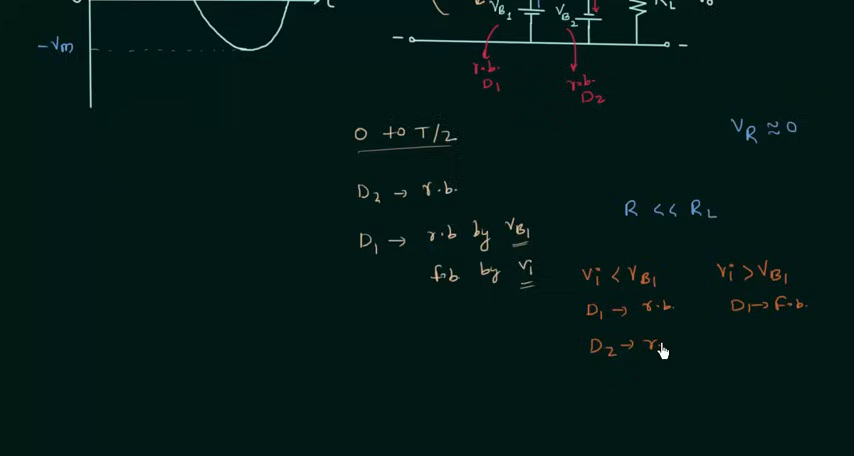 -Vm
VB1 VB2 RL
- -
r.b. D1
r.b. D2
0 to T/2
VR ≈ 0
D2 → r.b.
R << RL
D1 → r.b by VB1
f.b by vi
vi < VB1 vi > VB1
D1 → r.b. D1 → f.b.
D2 → r.